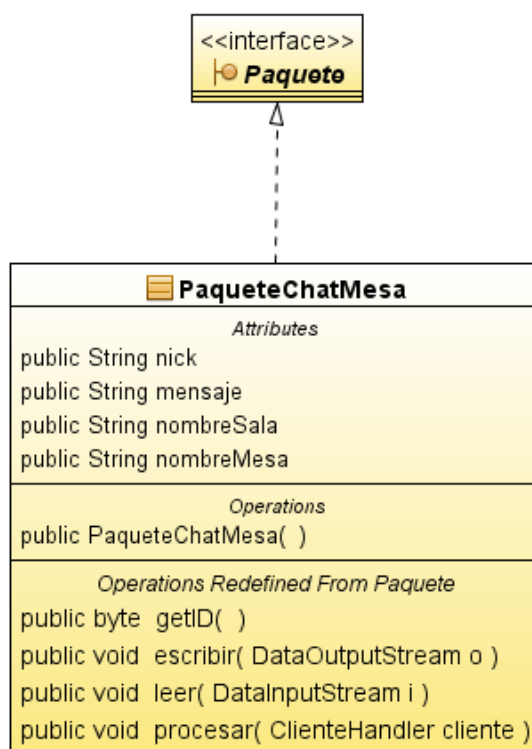 <<interface>>
Paquete
PaqueteChatMesa
Attributes
public String nick
public String mensaje
public String nombreSala
public String nombreMesa
Operations
public PaqueteChatMesa( )
Operations Redefined From Paquete
public byte getID( )
public void escribir( DataOutputStream o )
public void leer( DataInputStream i )
public void procesar( ClienteHandler cliente )